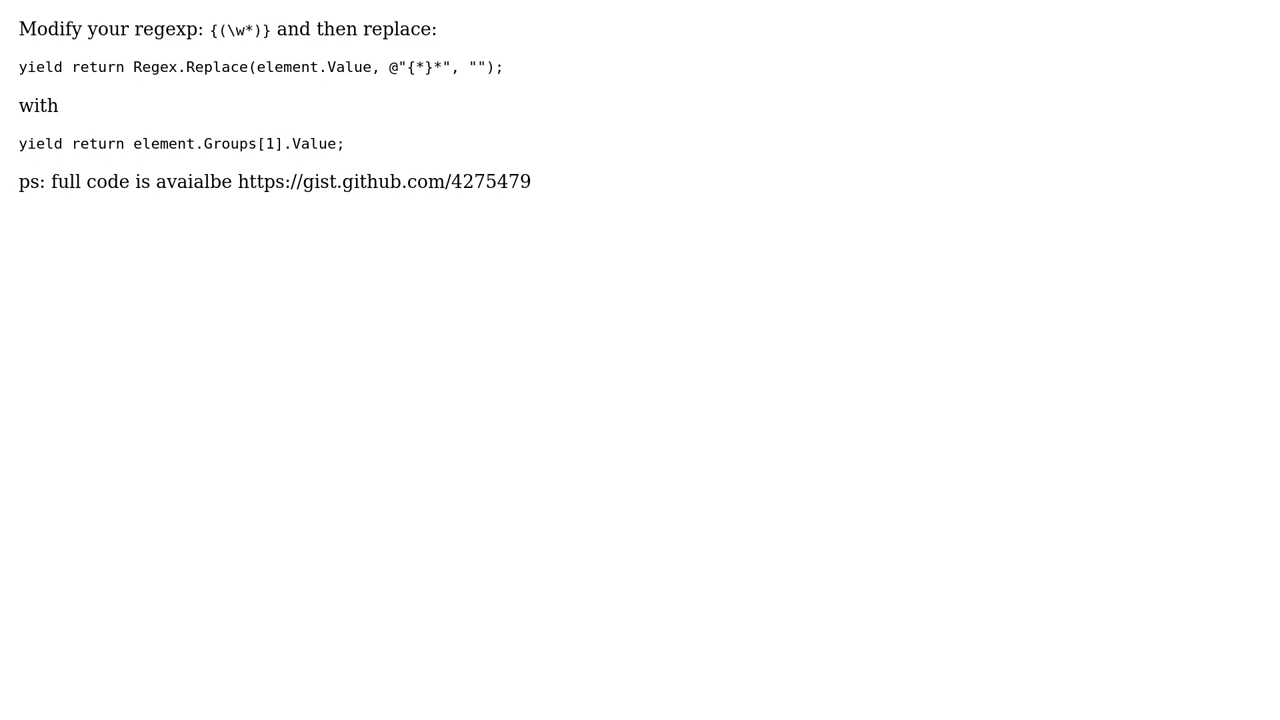 Modify your regexp: {(\w*)} and then replace:
yield return Regex.Replace(element.Value, @"{*}*", "");
with
yield return element.Groups[1].Value;
ps: full code is avaialbe https://gist.github.com/4275479